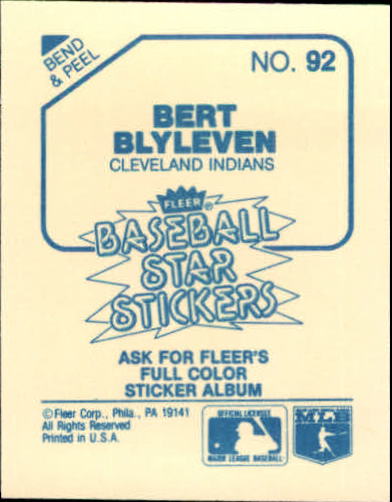 BEND
& PEEL
NO. 92
BERT
BLYLEVEN
CLEVELAND INDIANS
FLEER®
BASEBALL
STAR
STICKERS
ASK FOR FLEER'S
FULL COLOR
STICKER ALBUM
© Fleer Corp., Phila., PA 19141
All Rights Reserved
Printed in U.S.A.
OFFICIAL LICENSEE
MAJOR LEAGUE BASEBALL
MLB